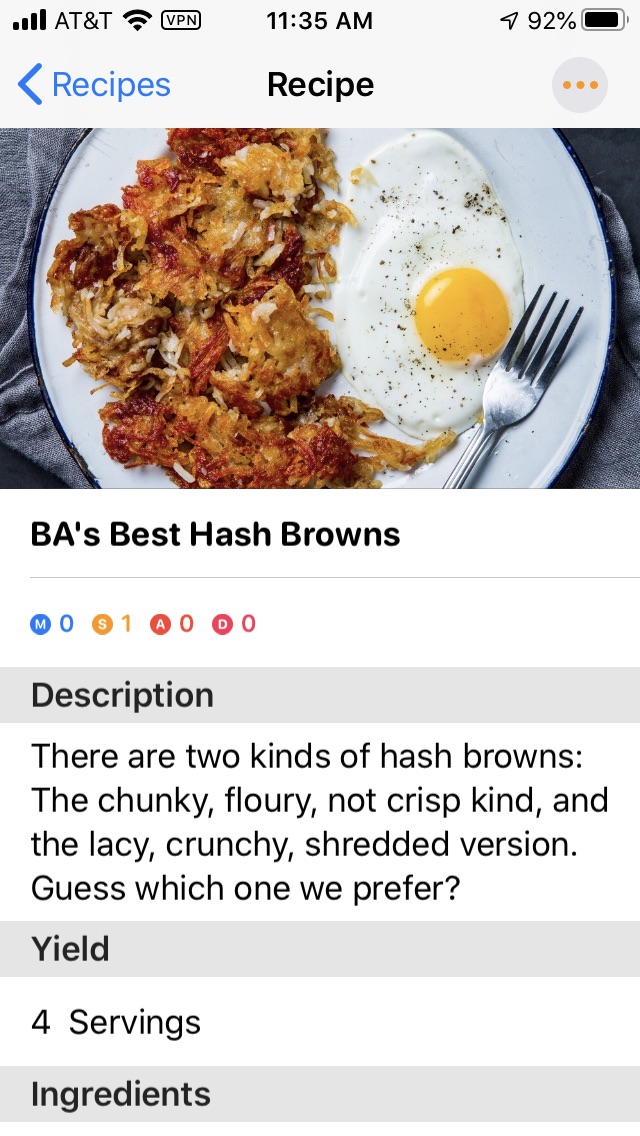 AT&T VPN 11:35 AM 92%
Recipes Recipe
BA's Best Hash Browns
M 0 S 1 A 0 D 0
Description
There are two kinds of hash browns:
The chunky, floury, not crisp kind, and
the lacy, crunchy, shredded version.
Guess which one we prefer?
Yield
4 Servings
Ingredients